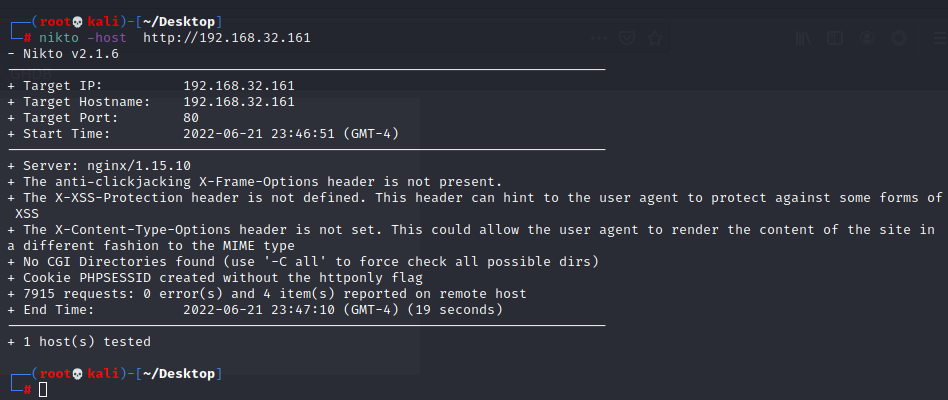 ┌──(root💀kali)-[~/Desktop]
└─# nikto -host  http://192.168.32.161
- Nikto v2.1.6
---------------------------------------------------------------------------
+ Target IP:          192.168.32.161
+ Target Hostname:    192.168.32.161
+ Target Port:        80
+ Start Time:         2022-06-21 23:46:51 (GMT-4)
---------------------------------------------------------------------------
+ Server: nginx/1.15.10
+ The anti-clickjacking X-Frame-Options header is not present.
+ The X-XSS-Protection header is not defined. This header can hint to the user agent to protect against some forms of
 XSS
+ The X-Content-Type-Options header is not set. This could allow the user agent to render the content of the site in
a different fashion to the MIME type
+ No CGI Directories found (use '-C all' to force check all possible dirs)
+ Cookie PHPSESSID created without the httponly flag
+ 7915 requests: 0 error(s) and 4 item(s) reported on remote host
+ End Time:           2022-06-21 23:47:10 (GMT-4) (19 seconds)
---------------------------------------------------------------------------
+ 1 host(s) tested
┌──(root💀kali)-[~/Desktop]
└─#